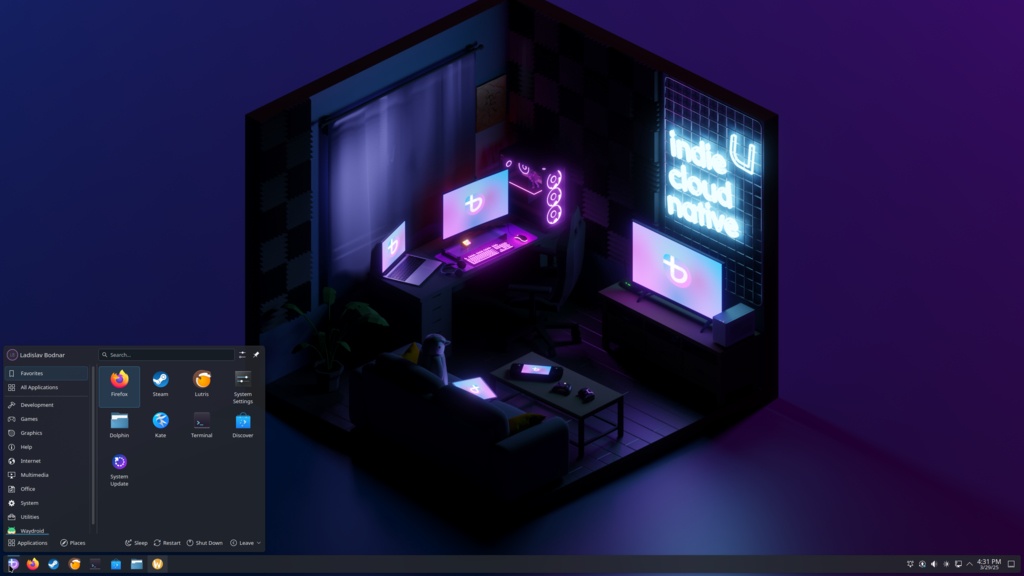 indie
cloud
native
Ladislav Bodnar
Search...
Favorites
All Applications
Development
Games
Graphics
Help
Internet
Multimedia
Office
System
Utilities
Waydroid
Firefox
Steam
Lutris
System
Settings
Dolphin
Kate
Terminal
Discover
System
Update
Applications
Places
Sleep
Restart
Shut Down
Leave
4:31 PM
3/29/25